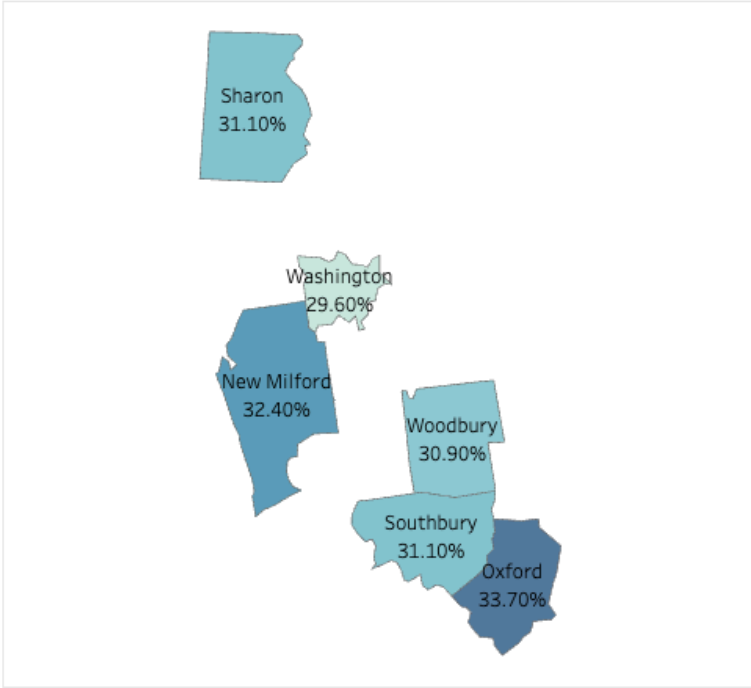 Sharon
31.10%
Washington
29.60%
New Milford
32.40%
Woodbury
30.90%
Southbury
31.10%
Oxford
33.70%